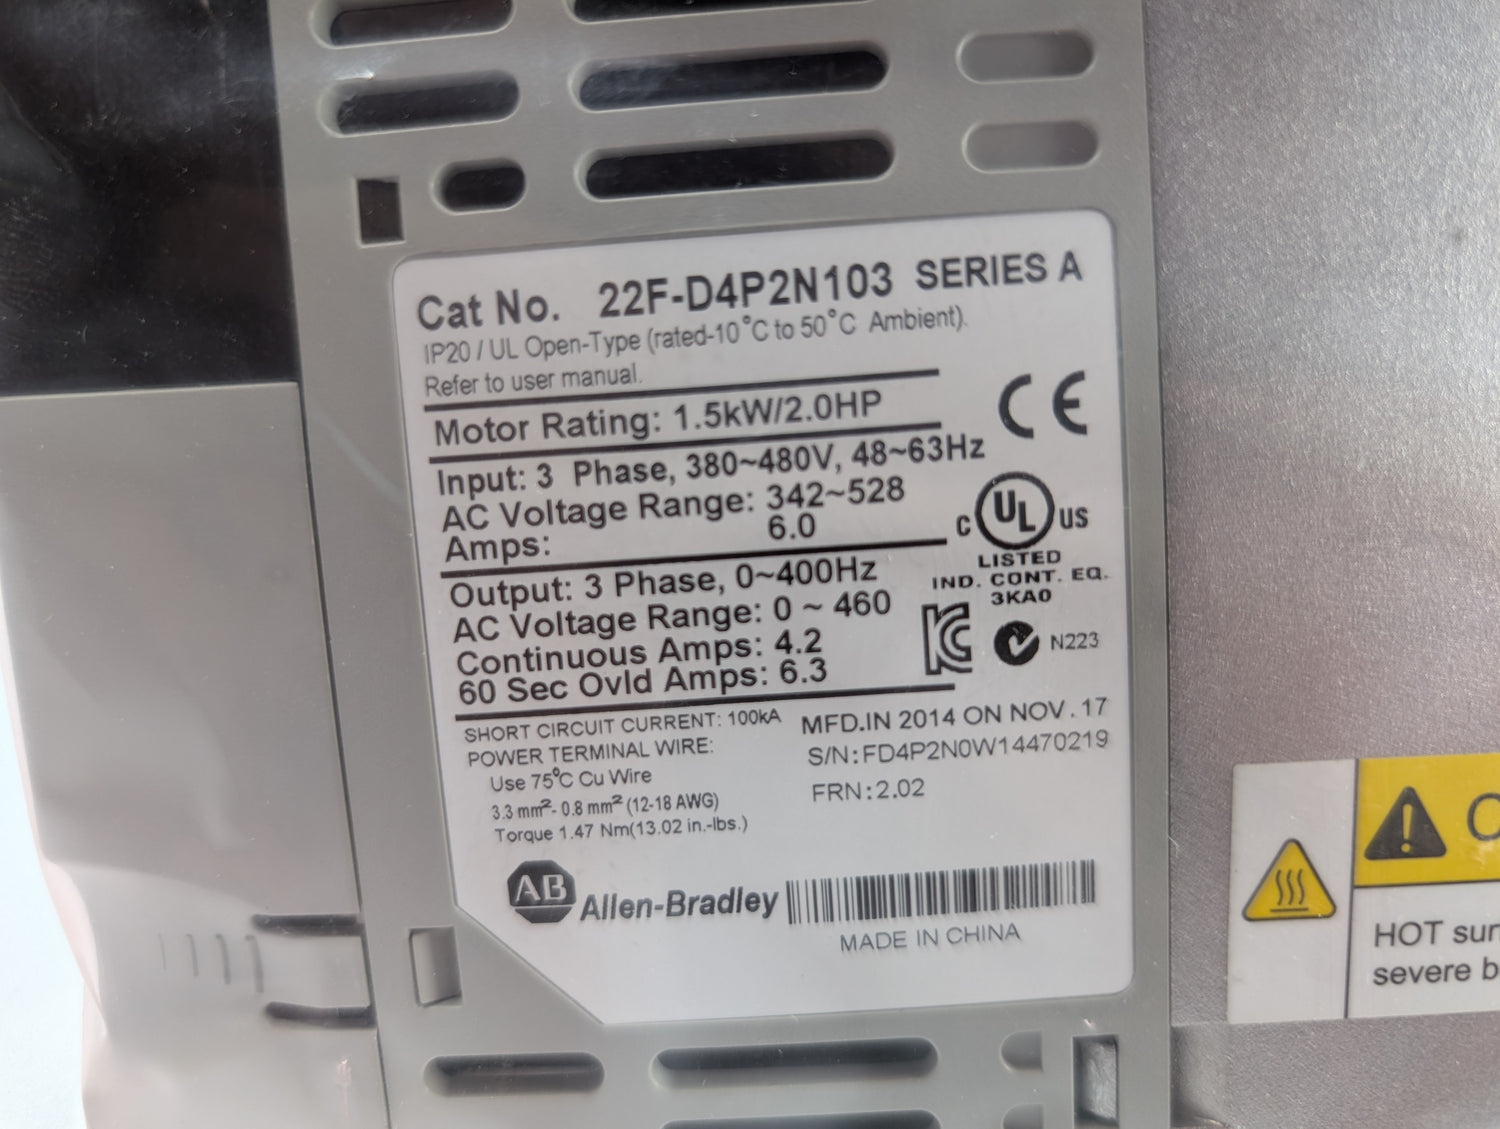 Cat No. 22F-D4P2N103 SERIES A
IP20 / UL Open-Type (rated-10°C to 50°C Ambient).
Refer to user manual.
Motor Rating: 1.5kW/2.0HP
CE
Input: 3 Phase, 380~480V, 48~63Hz
AC Voltage Range: 342~528
Amps: 6.0
C UL US
LISTED
IND. CONT. EQ.
3KA0
Output: 3 Phase, 0~400Hz
AC Voltage Range: 0 ~ 460
Continuous Amps: 4.2
60 Sec Ovld Amps: 6.3
KC
N223
SHORT CIRCUIT CURRENT: 100kA
POWER TERMINAL WIRE:
Use 75°C Cu Wire
3.3 mm²- 0.8 mm² (12-18 AWG)
Torque 1.47 Nm(13.02 in.-lbs.)
MFD.IN 2014 ON NOV. 17
S/N:FD4P2N0W14470219
FRN:2.02
AB Allen-Bradley
MADE IN CHINA
HOT sur
severe b